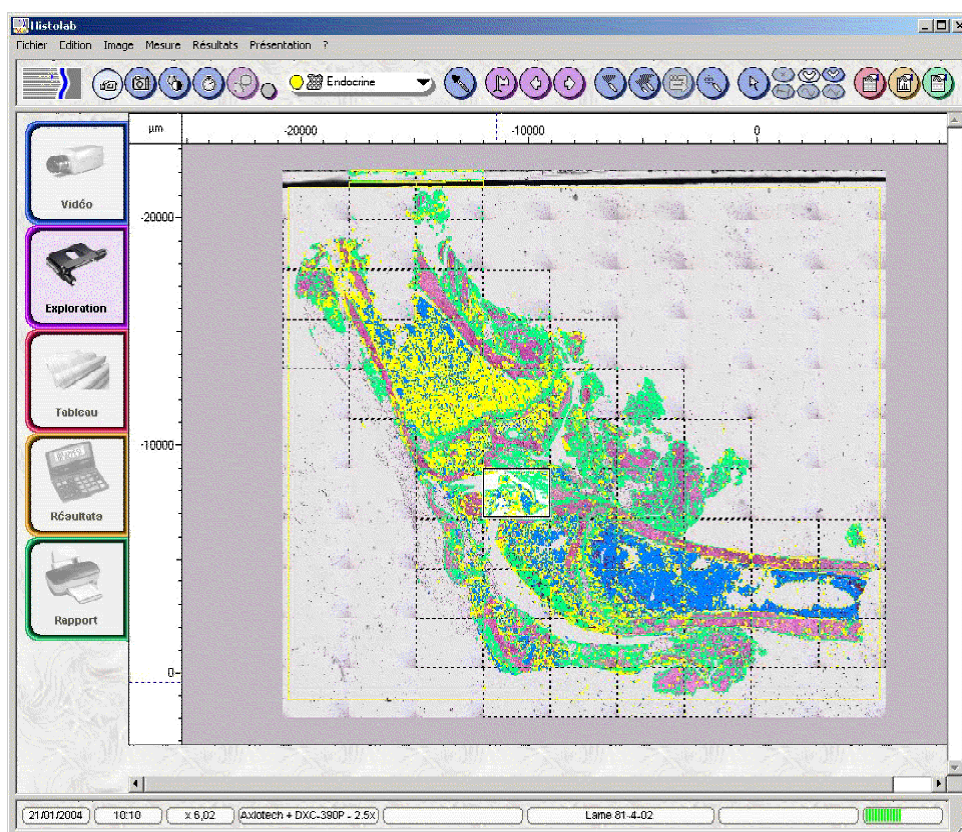 Histolab
Fichier Edition Image Mesure Résultats Présentation ?
Endocrine
µm -20000 -10000 0
Vidéo
-20000
Exploration
Tableau
-10000
Résultats
Rapport
0
21/01/2004 10:10 x 6,02 Axiotech + DXC-390P - 2.5x Lame 81-4-02